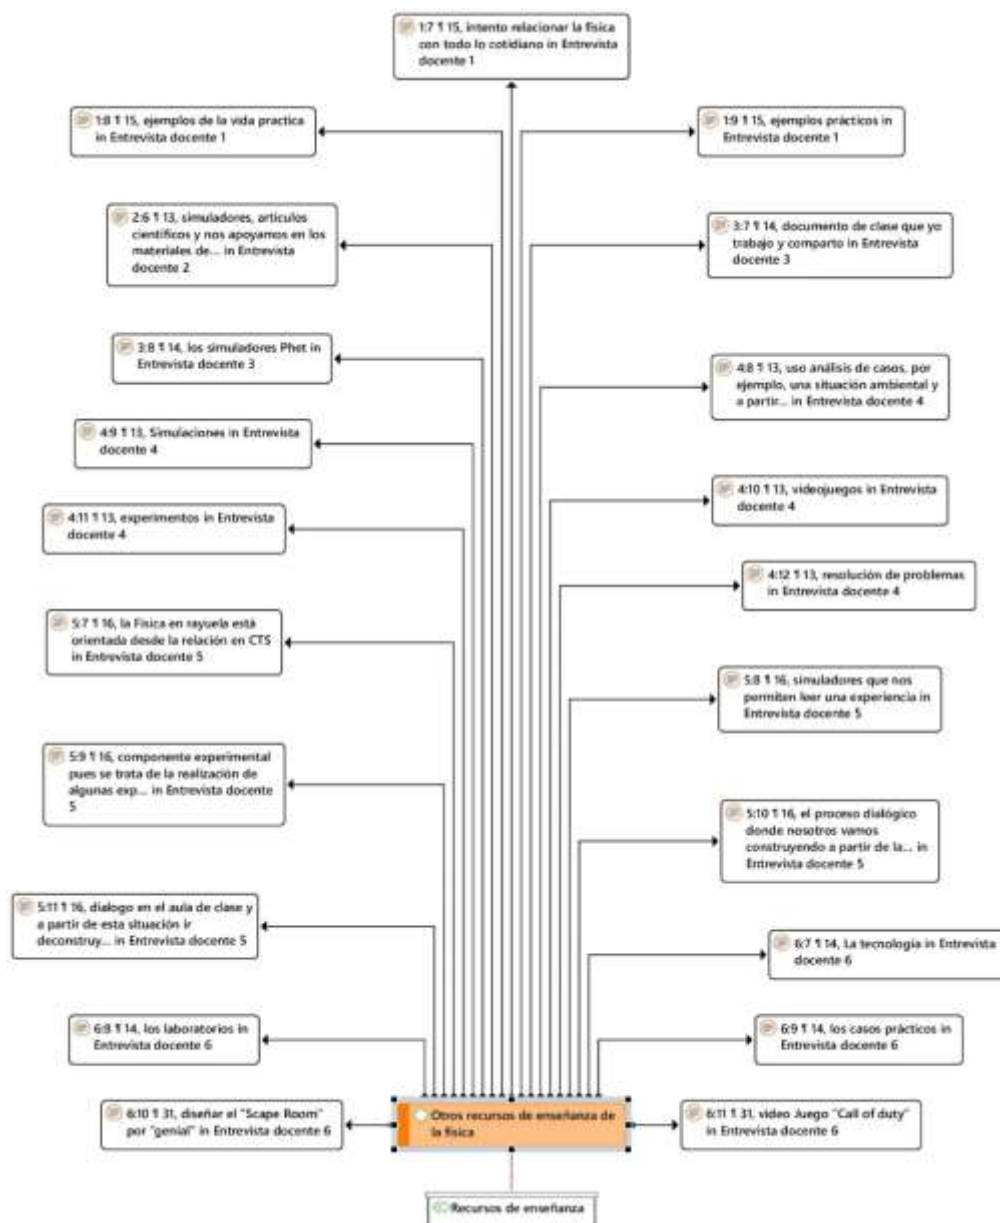 1:7 ¶ 15, intento relacionar la física
con todo lo cotidiano in Entrevista
docente 1
1:8 ¶ 15, ejemplos de la vida practica
in Entrevista docente 1
1:9 ¶ 15, ejemplos prácticos in
Entrevista docente 1
2:6 ¶ 13, simuladores, artículos
científicos y nos apoyamos en los
materiales de... in Entrevista
docente 2
3:7 ¶ 14, documento de clase que yo
trabajo y comparto in Entrevista
docente 3
3:8 ¶ 14, los simuladores Phet in
Entrevista docente 3
4:8 ¶ 13, uso análisis de casos, por
ejemplo, una situación ambiental y
a partir... in Entrevista docente 4
4:9 ¶ 13, Simulaciones in Entrevista
docente 4
4:10 ¶ 13, videojuegos in Entrevista
docente 4
4:11 ¶ 13, experimentos in Entrevista
docente 4
4:12 ¶ 13, resolución de problemas
in Entrevista docente 4
5:7 ¶ 16, la Física en rayuela está
orientada desde la relación en CTS
in Entrevista docente 5
5:8 ¶ 16, simuladores que nos
permiten leer una experiencia in
Entrevista docente 5
5:9 ¶ 16, componente experimental
pues se trata de la realización de
algunas exp... in Entrevista docente
5
5:10 ¶ 16, el proceso dialógico
donde nosotros vamos
construyendo a partir de la... in
Entrevista docente 5
5:11 ¶ 16, dialogo en el aula de clase y
a partir de esta situación ir
deconstruy... in Entrevista docente 5
6:7 ¶ 14, La tecnología in Entrevista
docente 6
6:8 ¶ 14, los laboratorios in
Entrevista docente 6
6:9 ¶ 14, los casos prácticos in
Entrevista docente 6
6:10 ¶ 31, diseñar el "Scape Room"
por "genial" in Entrevista docente 6
Otros recursos de enseñanza de
la física
6:11 ¶ 31, video Juego "Call of duty"
in Entrevista docente 6
Recursos de enseñanza